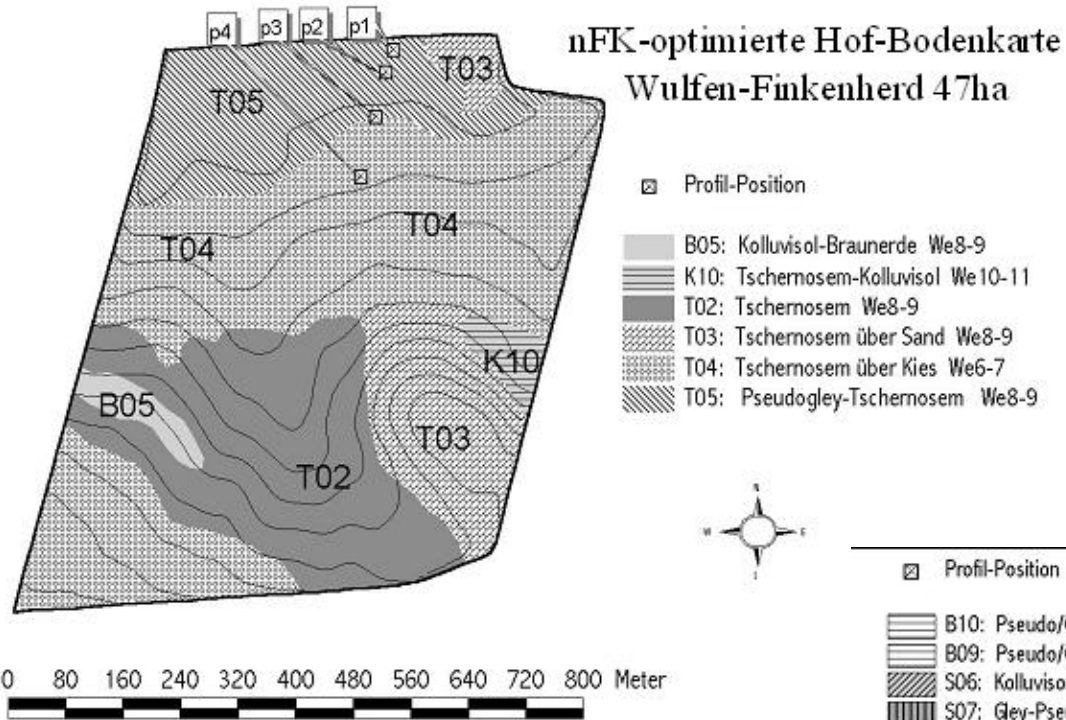 nFK-optimierte Hof-Bodenkarte
Wulfen-Finkenherd 47ha
p4 p3 p2 p1
T03
T05
T04
T04
K10
B05
T03
T02
Profil-Position
B05: Kolluvisol-Braunerde We8-9
K10: Tschernosem-Kolluvisol We10-11
T02: Tschernosem We8-9
T03: Tschernosem über Sand We8-9
T04: Tschernosem über Kies We6-7
T05: Pseudogley-Tschernosem We8-9
N
W E
Profil-Position
B10: Pseudo/
B09: Pseudo/
S06: Kolluviso
S07: Gley-Pse
0 80 160 240 320 400 480 560 640 720 800 Meter